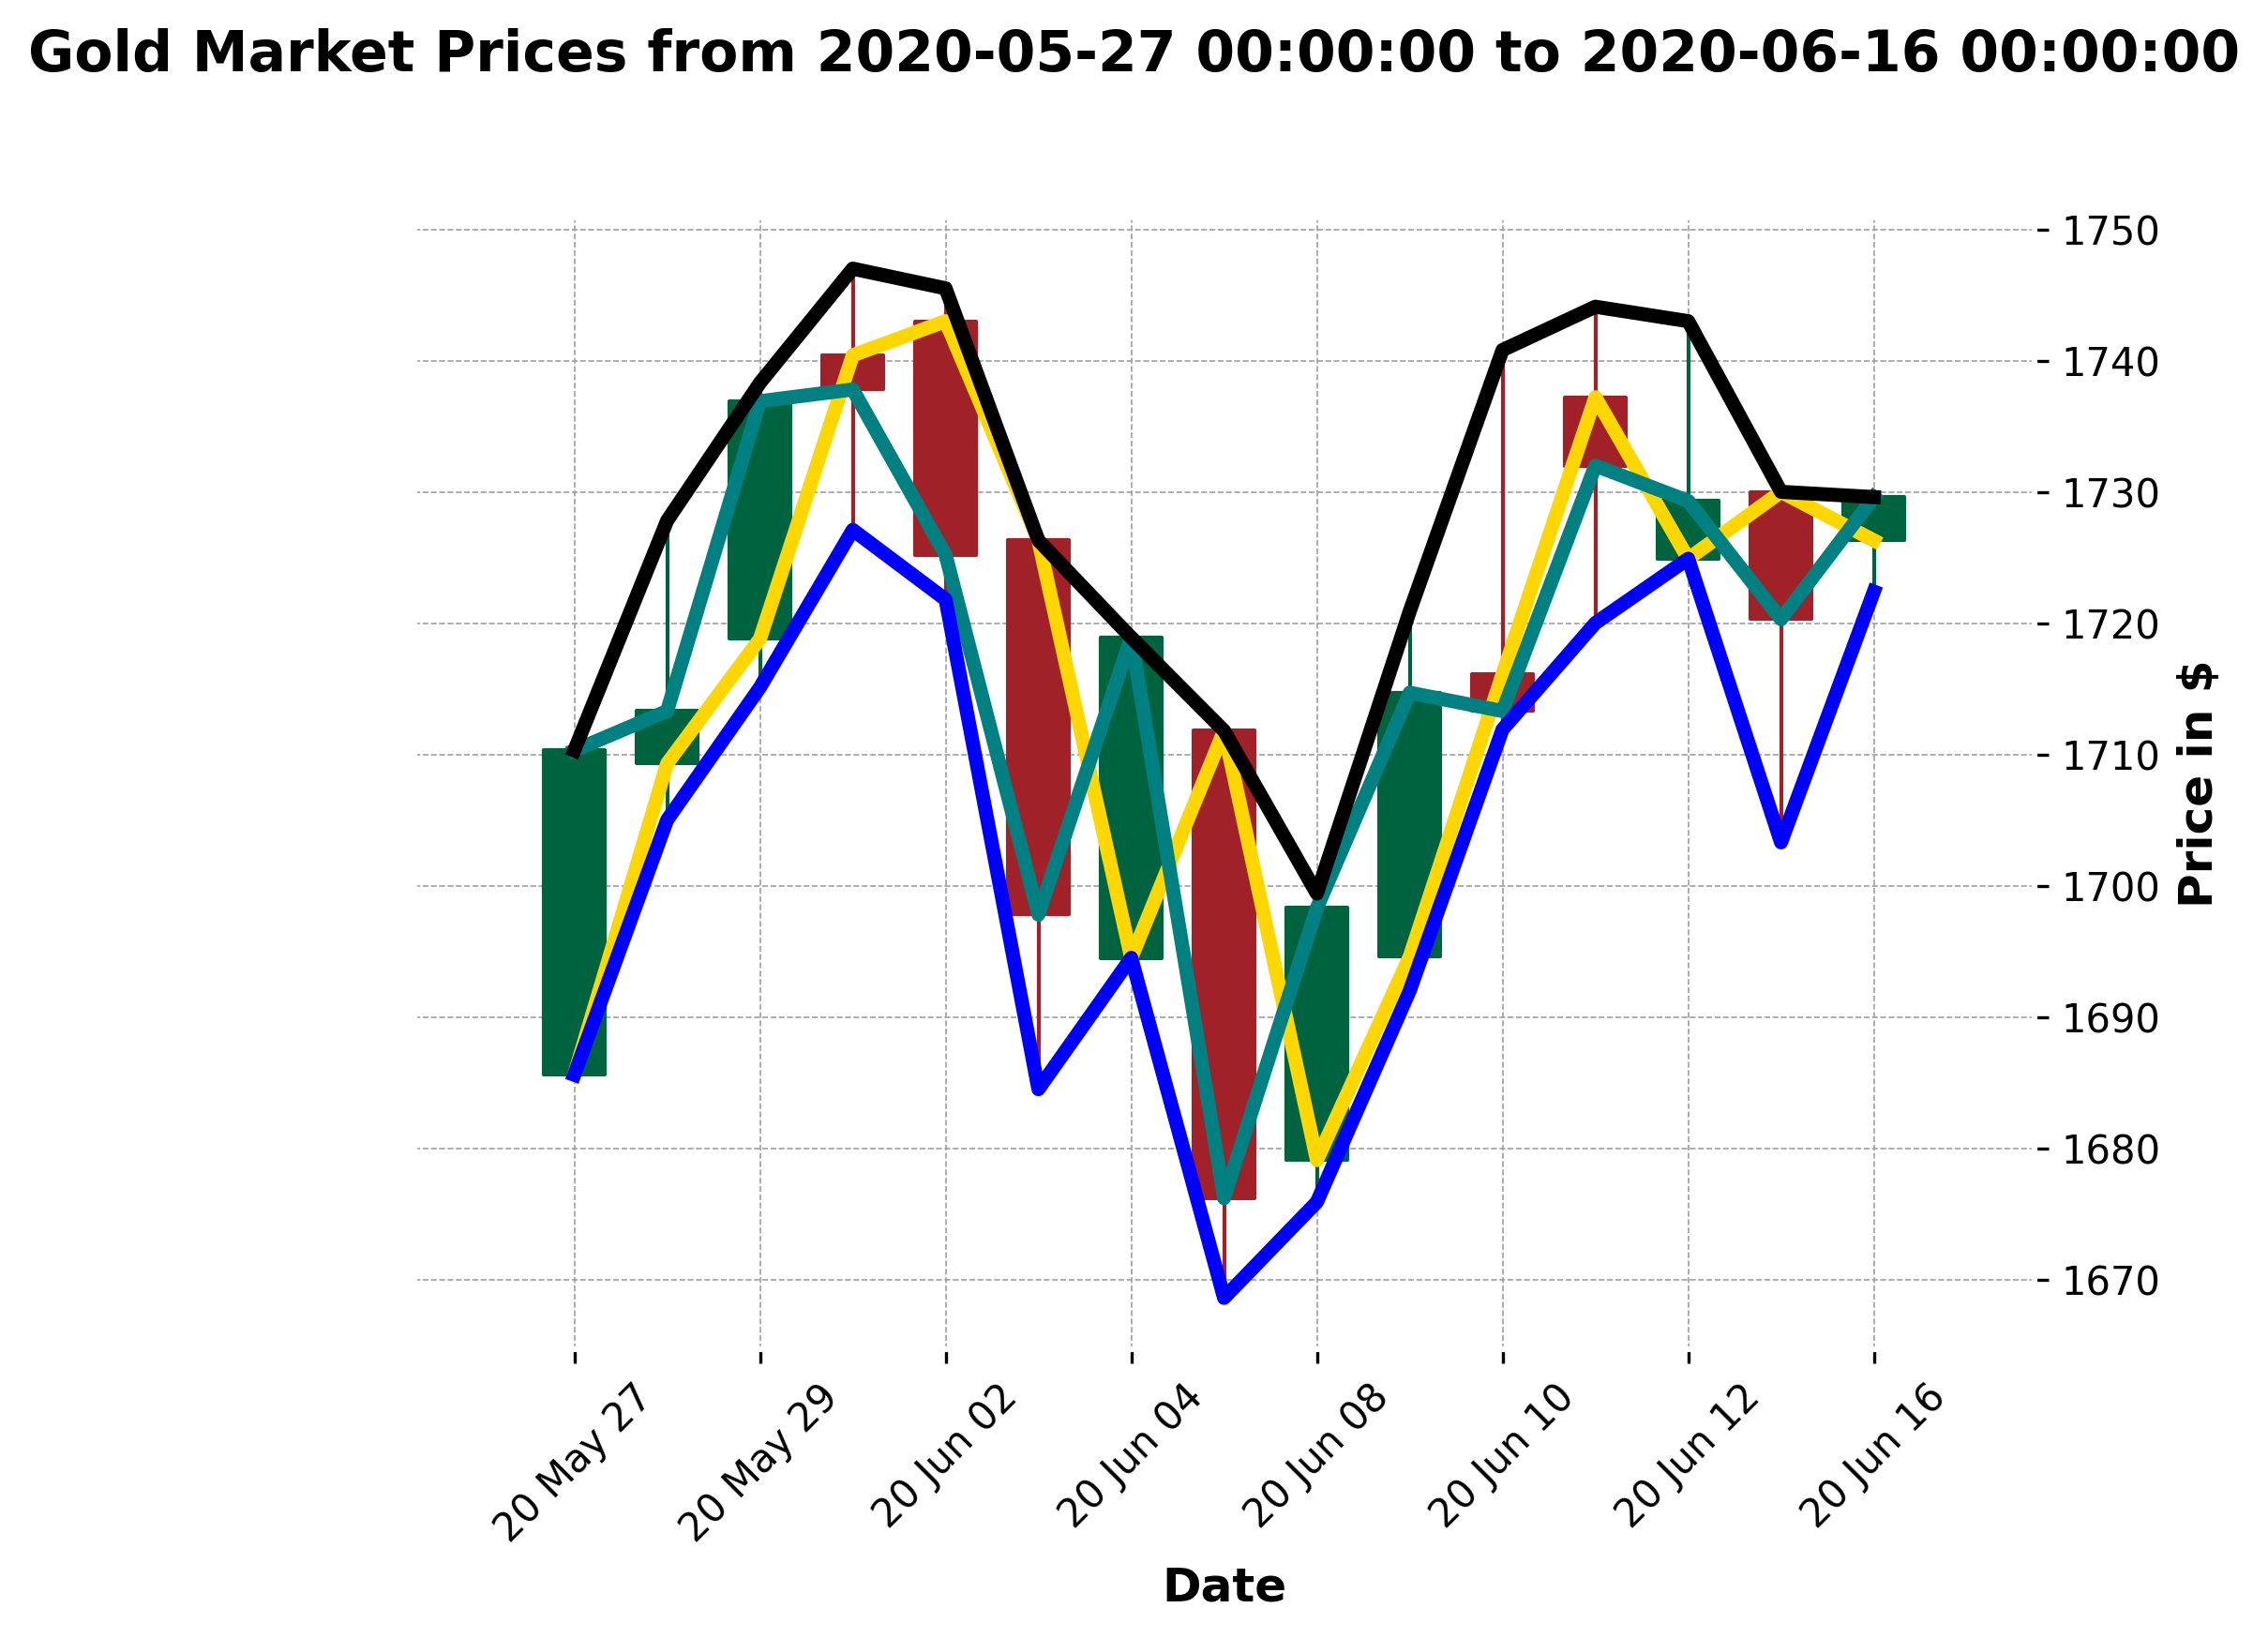 Gold Market Prices from 2020-05-27 00:00:00 to 2020-06-16 00:00:00
1750
1740
1730
1720
1710
1700
1690
1680
1670
Price in $
20 May 27
20 May 29
20 Jun 02
20 Jun 04
20 Jun 08
20 Jun 10
20 Jun 12
20 Jun 16
Date